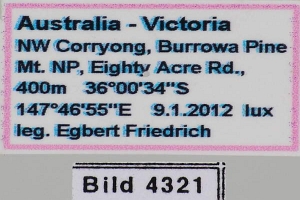 Australia - Victoria
NW Corryong, Burrowa Pine
Mt. NP, Eighty Acre Rd.,
400m 36°00'34"S
147°46'55"E 9.1.2012 lux
leg. Egbert Friedrich
Bild 4321